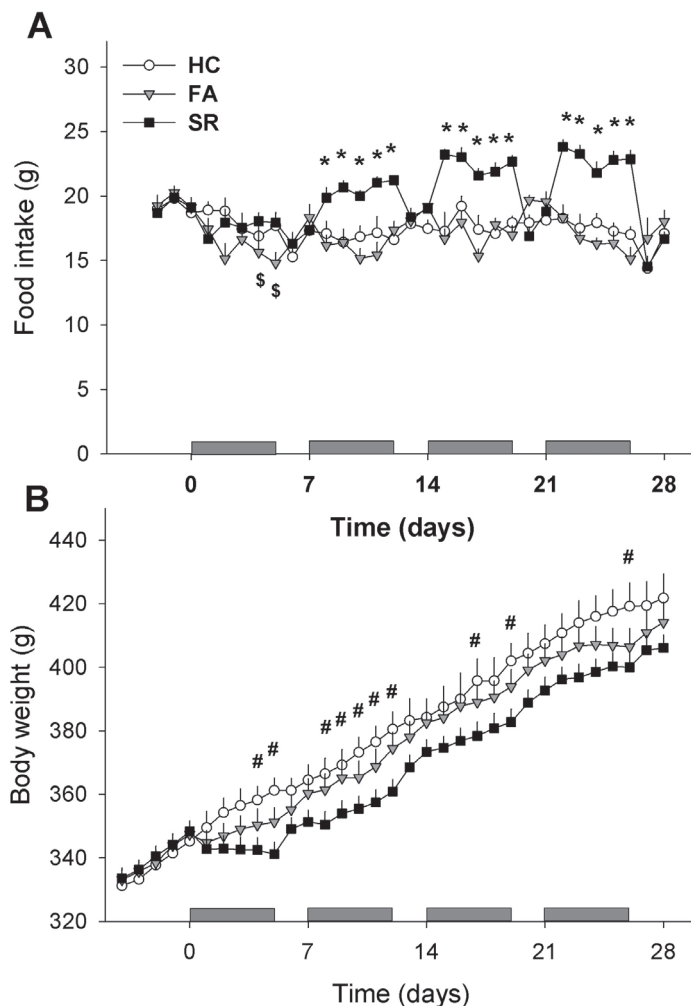 A
30
HC
FA
SR
25
* * * * *
* * * * *
* * * * *
20
15
$ $
10
5
0
Food intake (g)
0 7 14 21 28
Time (days)
B
440
420
400
380
360
340
320
Body weight (g)
#
# #
# # # # #
# #
0 7 14 21 28
Time (days)